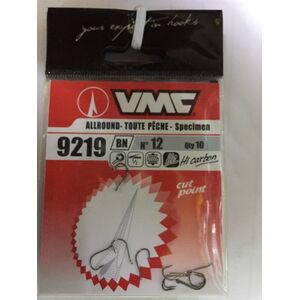 your expert in hooks
VMC
ALLROUND - TOUTE PÊCHE - Specimen
9219 BN N° 12 Qty 10
Hi carbon
cut point